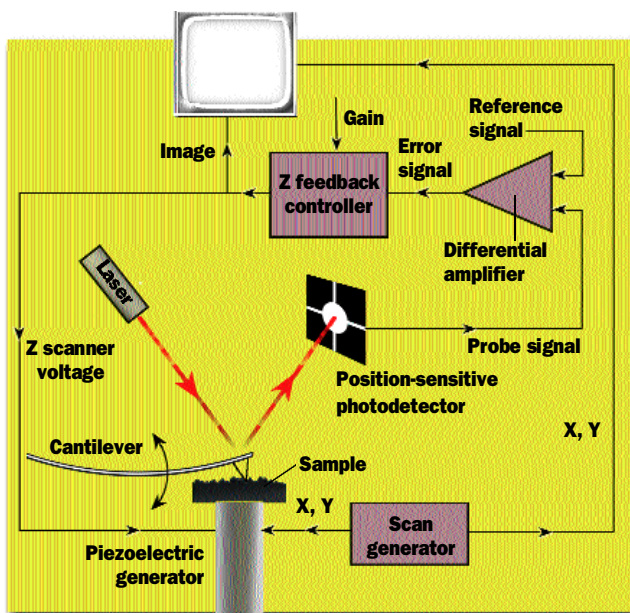 Reference
signal
Gain
Error
signal
Image
Z feedback
controller
Differential
amplifier
Laser
Z scanner
voltage
Probe signal
Position-sensitive
photodetector
X, Y
Cantilever
Sample
X, Y
Scan
generator
Piezoelectric
generator